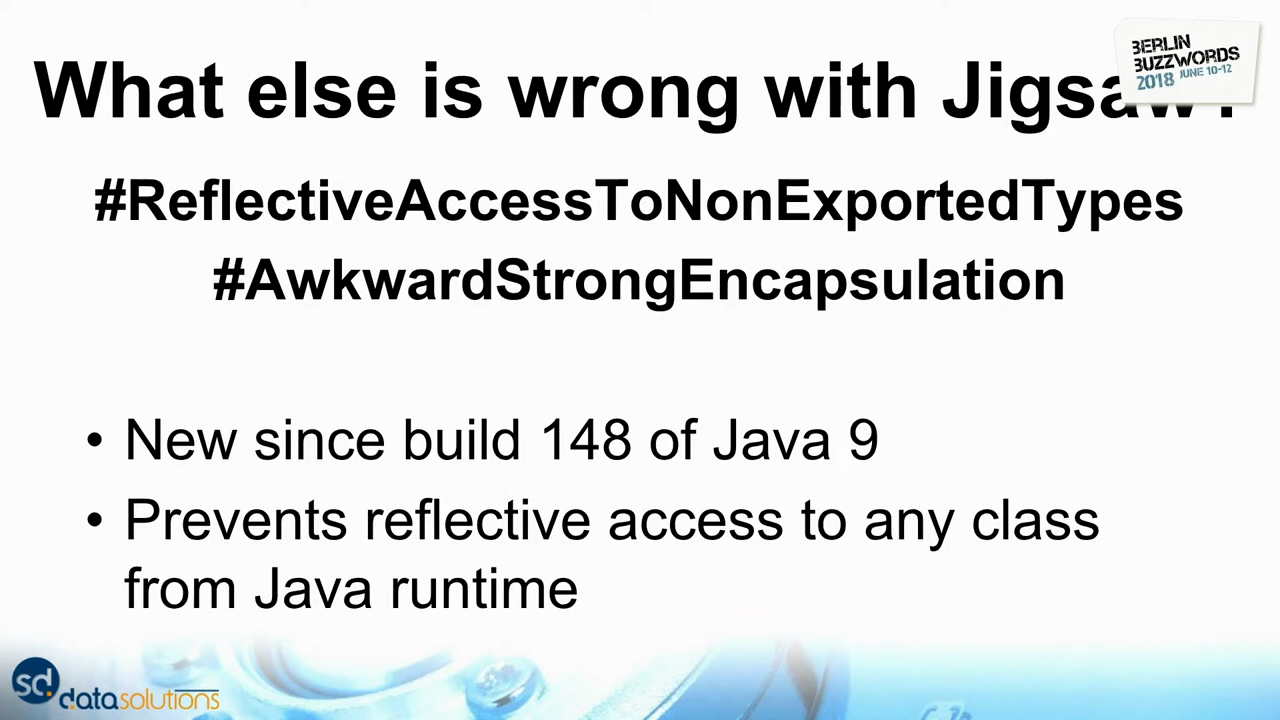 What else is wrong with Jigsaw?
BERLIN
BUZZWORDS
2018 JUNE 10-12
#ReflectiveAccessToNonExportedTypes
#AwkwardStrongEncapsulation
• New since build 148 of Java 9
• Prevents reflective access to any class
from Java runtime
sd.
datasolutions